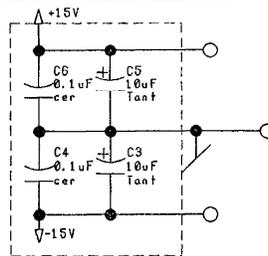 +15V
C6
0.1uF
cer
+
C5
10uF
Tant
C4
0.1uF
cer
+
C3
10uF
Tant
-15V